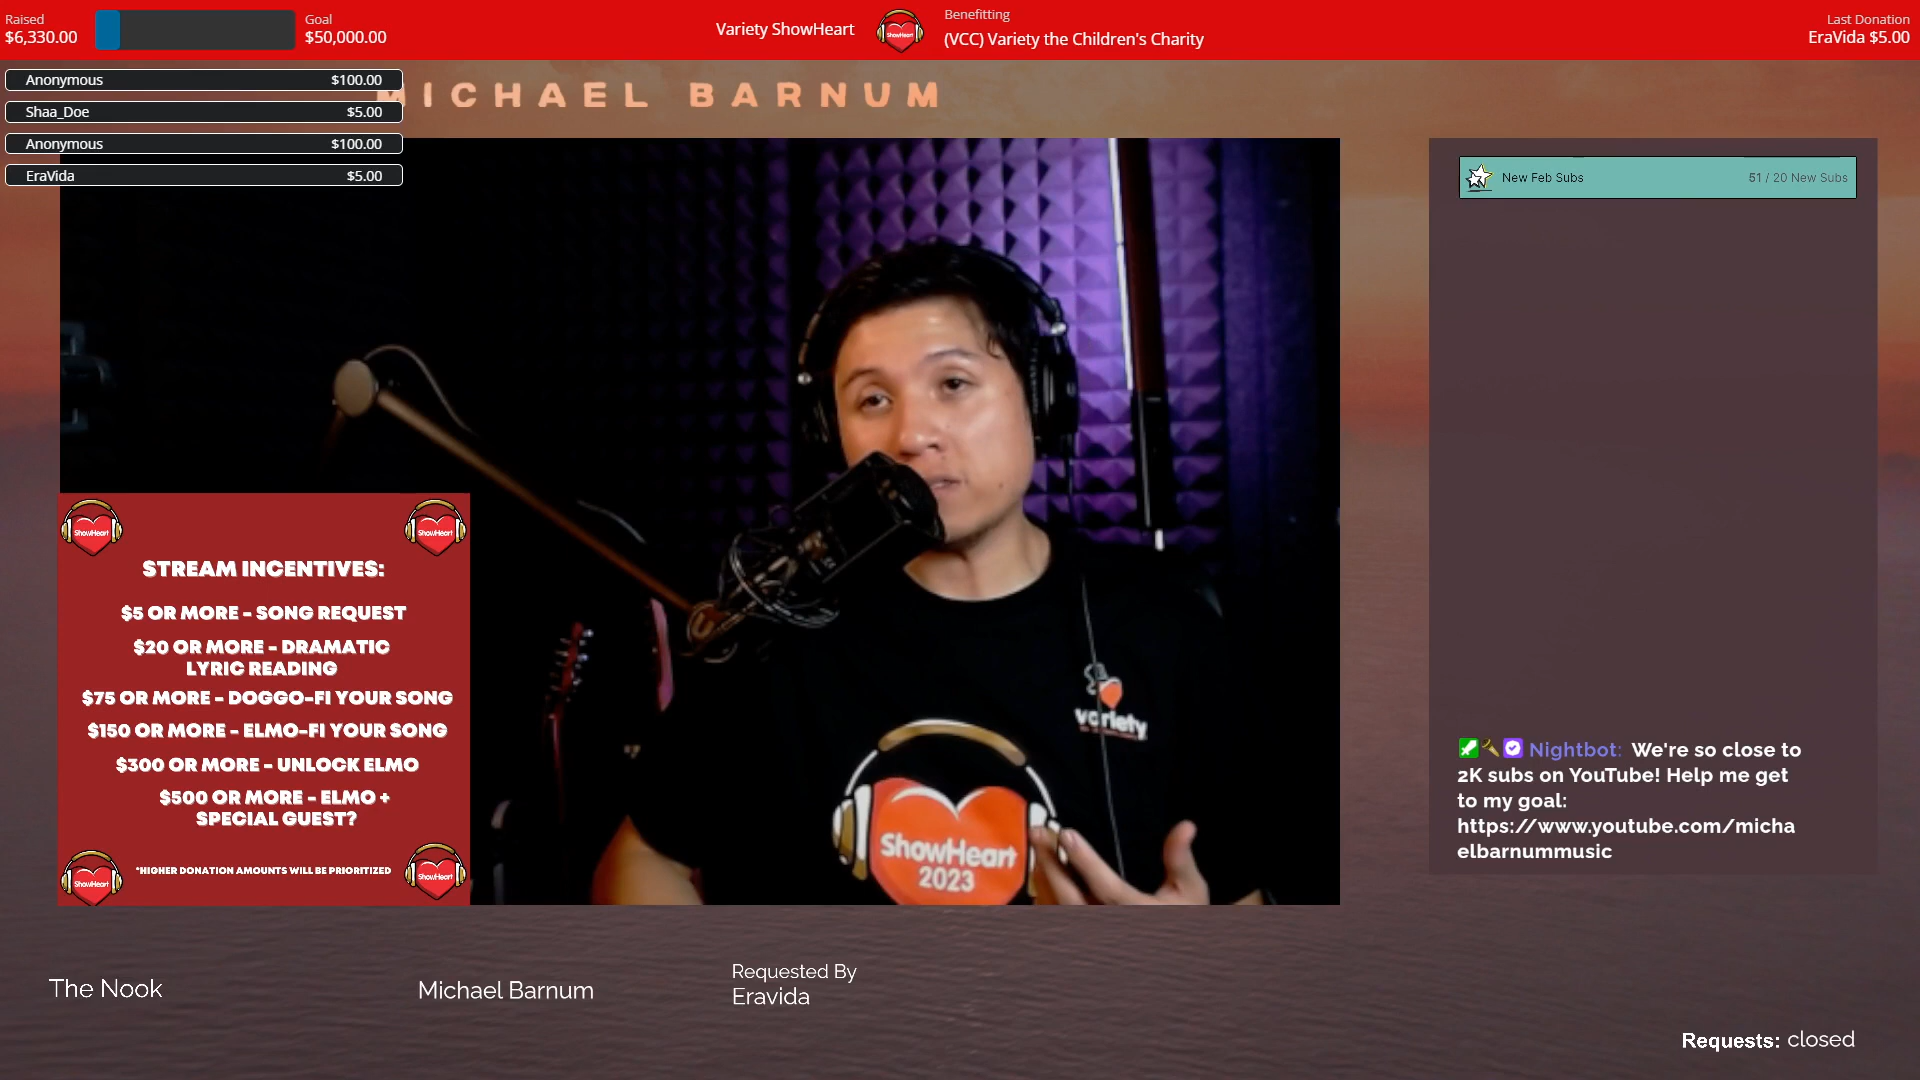 Raised
$6,330.00
Goal
$50,000.00
Variety ShowHeart
ShowHeart
Benefitting
(VCC) Variety the Children's Charity
Last Donation
EraVida $5.00
Anonymous $100.00
Shaa_Doe $5.00
Anonymous $100.00
EraVida $5.00
MICHAEL BARNUM
New Feb Subs 51 / 20 New Subs
variety
ShowHeart
2023
ShowHeart
ShowHeart
STREAM INCENTIVES:
$5 OR MORE - SONG REQUEST
$20 OR MORE - DRAMATIC
LYRIC READING
$75 OR MORE - DOGGO-FI YOUR SONG
$150 OR MORE - ELMO-FI YOUR SONG
$300 OR MORE - UNLOCK ELMO
$500 OR MORE - ELMO +
SPECIAL GUEST?
*HIGHER DONATION AMOUNTS WILL BE PRIORITIZED
ShowHeart
ShowHeart
Nightbot: We're so close to
2K subs on YouTube! Help me get
to my goal:
https://www.youtube.com/micha
elbarnummusic
The Nook
Michael Barnum
Requested By
Eravida
Requests: closed